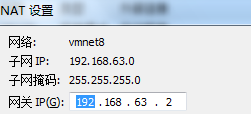 NAT 设置
网络: vmnet8
子网 IP: 192.168.63.0
子网掩码: 255.255.255.0
网关 IP(G): 192 .168 . 63 . 2